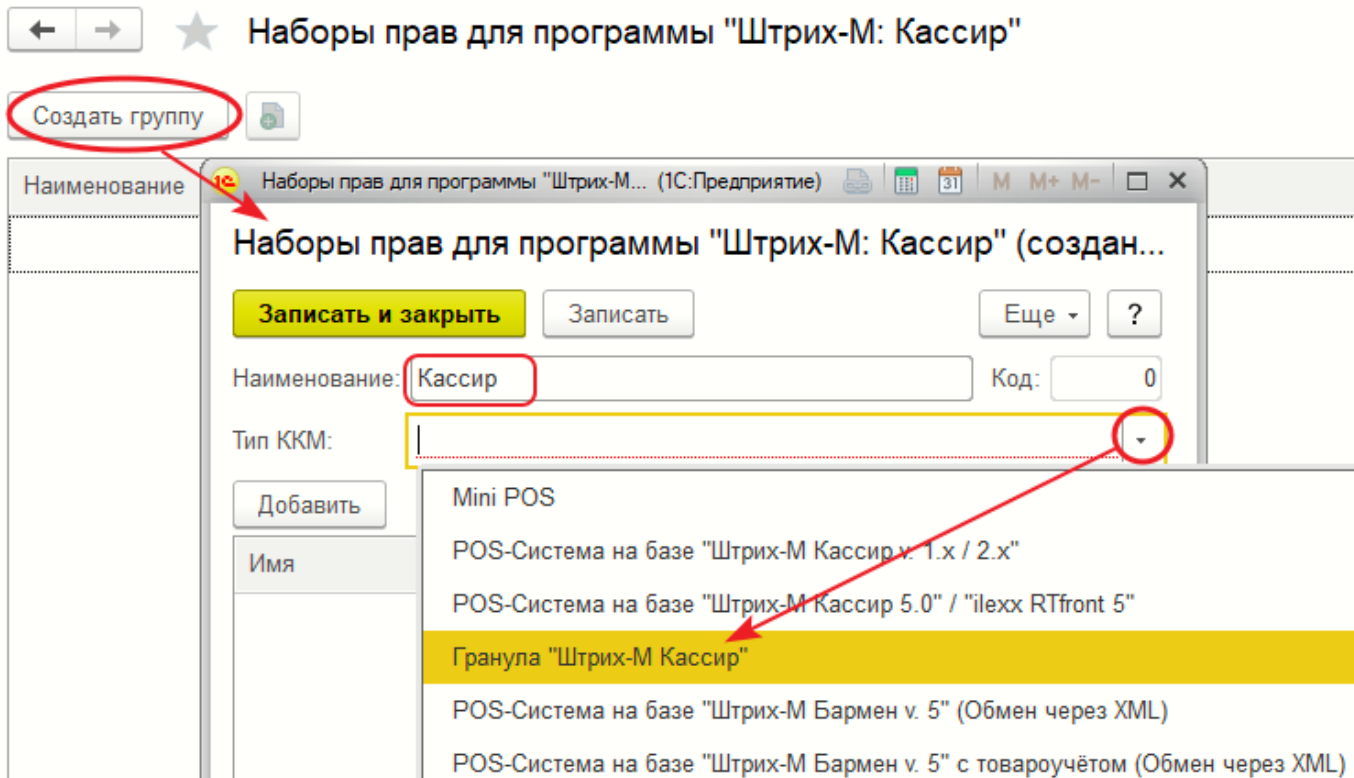 Наборы прав для программы "Штрих-М: Кассир"
Создать группу
Наименование
1С Наборы прав для программы "Штрих-М... (1С:Предприятие) 31 M M+ M-
Наборы прав для программы "Штрих-М: Кассир" (создан...
Записать и закрыть Записать Еще ?
Наименование: Кассир Код: 0
Тип ККМ:
Добавить
Имя
Mini POS
POS-Система на базе "Штрих-М Кассир v. 1.x / 2.x"
POS-Система на базе "Штрих-М Кассир 5.0" / "ilexx RTfront 5"
Гранула "Штрих-М Кассир"
POS-Система на базе "Штрих-М Бармен v. 5" (Обмен через XML)
POS-Система на базе "Штрих-М Бармен v. 5" с товароучётом (Обмен через XML)